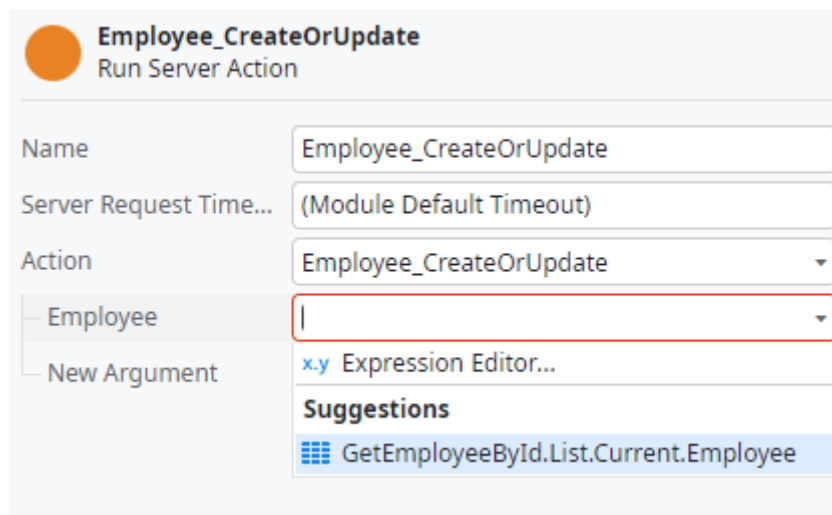 Employee_CreateOrUpdate
Run Server Action
Name
Employee_CreateOrUpdate
Server Request Time...
(Module Default Timeout)
Action
Employee_CreateOrUpdate
Employee
x.y Expression Editor...
New Argument
Suggestions
GetEmployeeById.List.Current.Employee